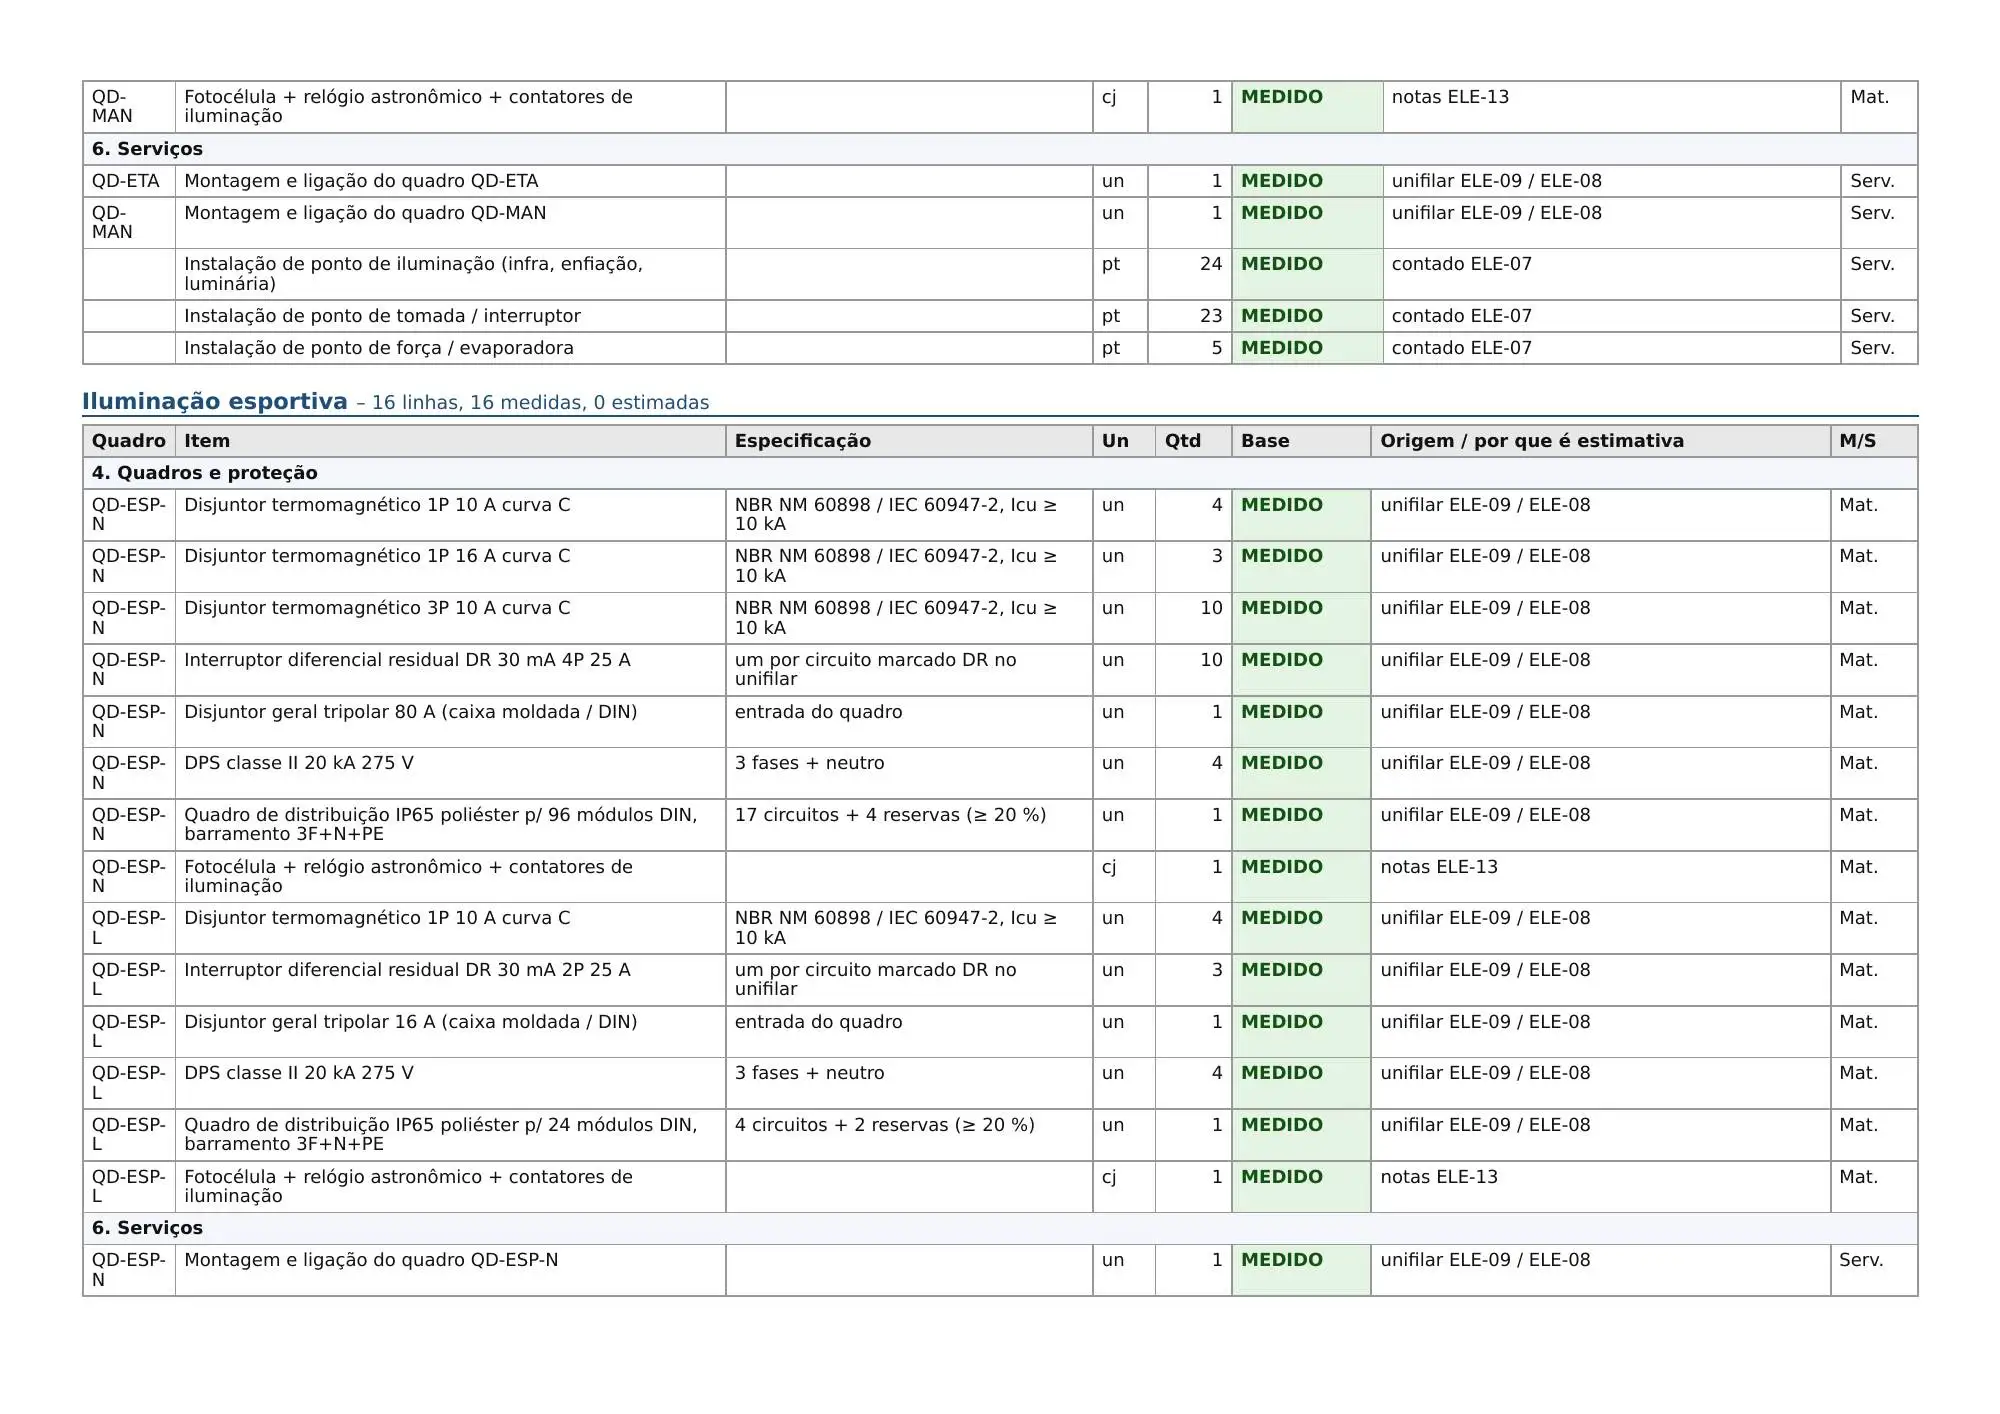 QD-MAN Fotocélula + relógio astronômico + contatores de iluminação cj 1 MEDIDO notas ELE-13 Mat.
6. Serviços
QD-ETA Montagem e ligação do quadro QD-ETA un 1 MEDIDO unifilar ELE-09 / ELE-08 Serv.
QD-MAN Montagem e ligação do quadro QD-MAN un 1 MEDIDO unifilar ELE-09 / ELE-08 Serv.
Instalação de ponto de iluminação (infra, enfiação, luminária) pt 24 MEDIDO contado ELE-07 Serv.
Instalação de ponto de tomada / interruptor pt 23 MEDIDO contado ELE-07 Serv.
Instalação de ponto de força / evaporadora pt 5 MEDIDO contado ELE-07 Serv.
Iluminação esportiva – 16 linhas, 16 medidas, 0 estimadas
Quadro Item Especificação Un Qtd Base Origem / por que é estimativa M/S
4. Quadros e proteção
QD-ESP-N Disjuntor termomagnético 1P 10 A curva C NBR NM 60898 / IEC 60947-2, Icu ≥ 10 kA un 4 MEDIDO unifilar ELE-09 / ELE-08 Mat.
QD-ESP-N Disjuntor termomagnético 1P 16 A curva C NBR NM 60898 / IEC 60947-2, Icu ≥ 10 kA un 3 MEDIDO unifilar ELE-09 / ELE-08 Mat.
QD-ESP-N Disjuntor termomagnético 3P 10 A curva C NBR NM 60898 / IEC 60947-2, Icu ≥ 10 kA un 10 MEDIDO unifilar ELE-09 / ELE-08 Mat.
QD-ESP-N Interruptor diferencial residual DR 30 mA 4P 25 A um por circuito marcado DR no unifilar un 10 MEDIDO unifilar ELE-09 / ELE-08 Mat.
QD-ESP-N Disjuntor geral tripolar 80 A (caixa moldada / DIN) entrada do quadro un 1 MEDIDO unifilar ELE-09 / ELE-08 Mat.
QD-ESP-N DPS classe II 20 kA 275 V 3 fases + neutro un 4 MEDIDO unifilar ELE-09 / ELE-08 Mat.
QD-ESP-N Quadro de distribuição IP65 poliéster p/ 96 módulos DIN, barramento 3F+N+PE 17 circuitos + 4 reservas (≥ 20 %) un 1 MEDIDO unifilar ELE-09 / ELE-08 Mat.
QD-ESP-N Fotocélula + relógio astronômico + contatores de iluminação cj 1 MEDIDO notas ELE-13 Mat.
QD-ESP-L Disjuntor termomagnético 1P 10 A curva C NBR NM 60898 / IEC 60947-2, Icu ≥ 10 kA un 4 MEDIDO unifilar ELE-09 / ELE-08 Mat.
QD-ESP-L Interruptor diferencial residual DR 30 mA 2P 25 A um por circuito marcado DR no unifilar un 3 MEDIDO unifilar ELE-09 / ELE-08 Mat.
QD-ESP-L Disjuntor geral tripolar 16 A (caixa moldada / DIN) entrada do quadro un 1 MEDIDO unifilar ELE-09 / ELE-08 Mat.
QD-ESP-L DPS classe II 20 kA 275 V 3 fases + neutro un 4 MEDIDO unifilar ELE-09 / ELE-08 Mat.
QD-ESP-L Quadro de distribuição IP65 poliéster p/ 24 módulos DIN, barramento 3F+N+PE 4 circuitos + 2 reservas (≥ 20 %) un 1 MEDIDO unifilar ELE-09 / ELE-08 Mat.
QD-ESP-L Fotocélula + relógio astronômico + contatores de iluminação cj 1 MEDIDO notas ELE-13 Mat.
6. Serviços
QD-ESP-N Montagem e ligação do quadro QD-ESP-N un 1 MEDIDO unifilar ELE-09 / ELE-08 Serv.